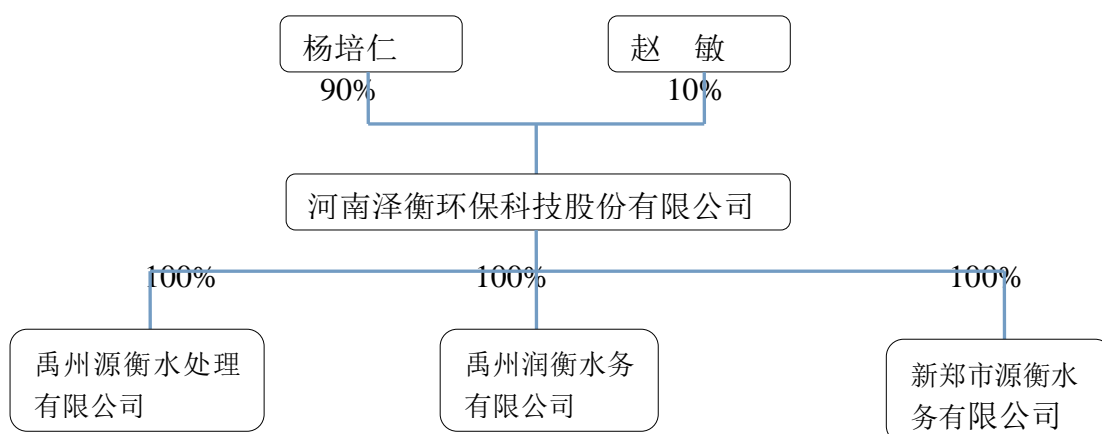 杨培仁
赵 敏
90%
10%
河南泽衡环保科技股份有限公司
100%
100%
100%
禹州源衡水处理
有限公司
禹州润衡水务
有限公司
新郑市源衡水
务有限公司